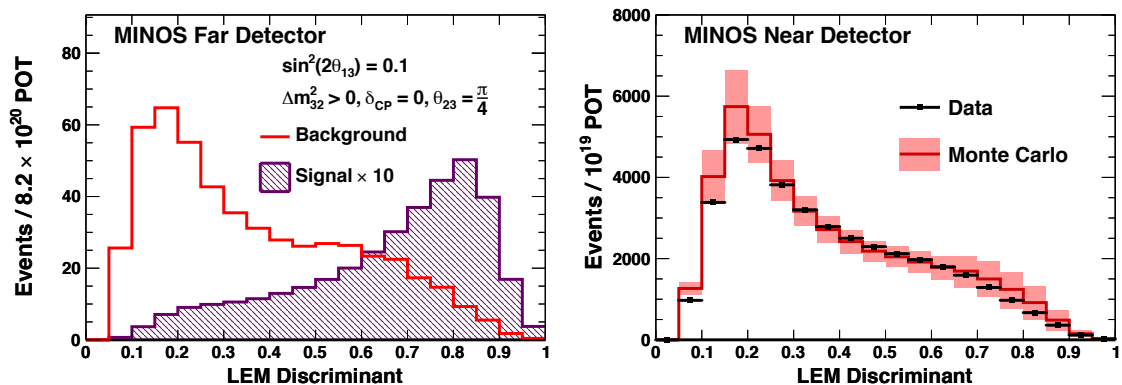 MINOS Far Detector
sin²(2θ₁₃) = 0.1
Δm²₃₂ > 0, δ_CP = 0, θ₂₃ = π/4
Background
Signal × 10
Events / 8.2 × 10²⁰ POT
80
60
40
20
0
0 0.1 0.2 0.3 0.4 0.5 0.6 0.7 0.8 0.9 1
LEM Discriminant
MINOS Near Detector
Data
Monte Carlo
Events / 10¹⁹ POT
8000
6000
4000
2000
0
0 0.1 0.2 0.3 0.4 0.5 0.6 0.7 0.8 0.9 1
LEM Discriminant